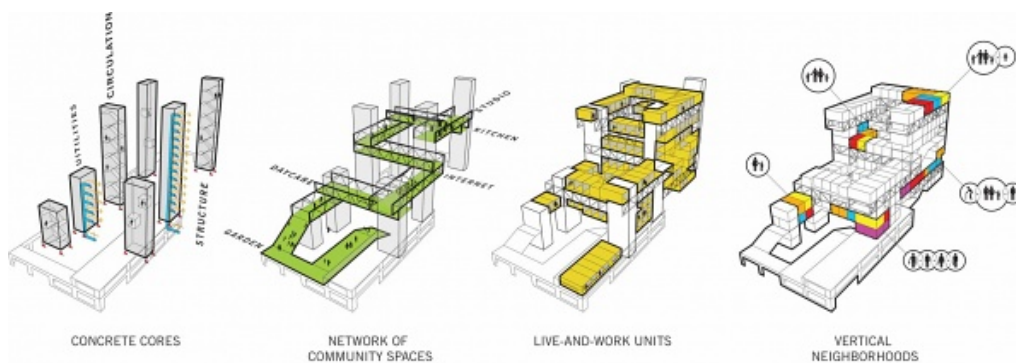 CIRCULATION
UITILITIES
STRUCTURE
CONCRETE CORES
STUDIO
KITCHEN
DAYCARE
INTERNET
GARDEN
NETWORK OF
COMMUNITY SPACES
LIVE-AND-WORK UNITS
VERTICAL
NEIGHBORHOODS